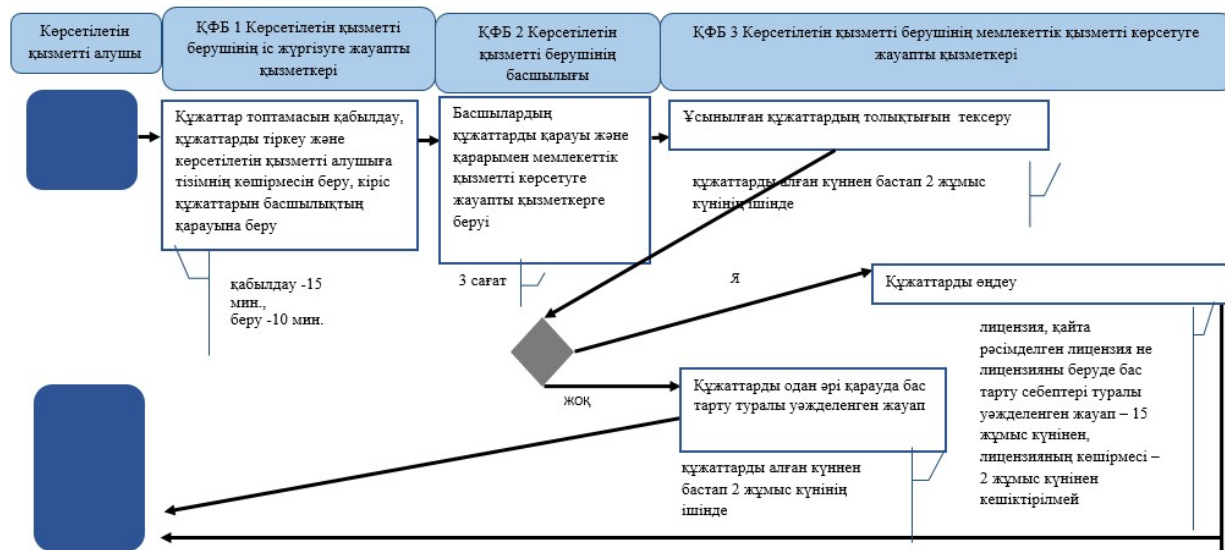 Көрсетілетін
қызметті алушы
ҚФБ 1 Көрсетілетін қызметті
берушінің іс жүргізуге жауапты
қызметкері
ҚФБ 2 Көрсетілетін
қызметті берушінің
басшылығы
ҚФБ 3 Көрсетілетін қызметті берушінің мемлекеттік қызметті көрсетуге
жауапты қызметкері
Құжаттар топтамасын қабылдау,
құжаттарды тіркеу және
көрсетілетін қызметті алушыға
тізімнің көшірмесін беру, кіріс
құжаттарын басшылықтың
қарауына беру
Басшылардың
құжаттарды қарауы және
қарарымен мемлекеттік
қызметті көрсетуге
жауапты қызметкерге
беруі
Ұсынылған құжаттардың толықтығын тексеру
құжаттарды алған күннен бастап 2 жұмыс
күнінің ішінде
қабылдау -15
мин.,
беру -10 мин.
3 сағат
Я
Құжаттарды өңдеу
лицензия, қайта
рәсімделген лицензия не
лицензияны беруде бас
тарту себептері туралы
уәжделенген жауап – 15
жұмыс күнінен,
лицензияның көшірмесі –
2 жұмыс күнінен
кешіктірілмей
жоқ
Құжаттарды одан әрі қарауда бас
тарту туралы уәжделенген жауап
құжаттарды алған күннен
бастап 2 жұмыс күнінің
ішінде